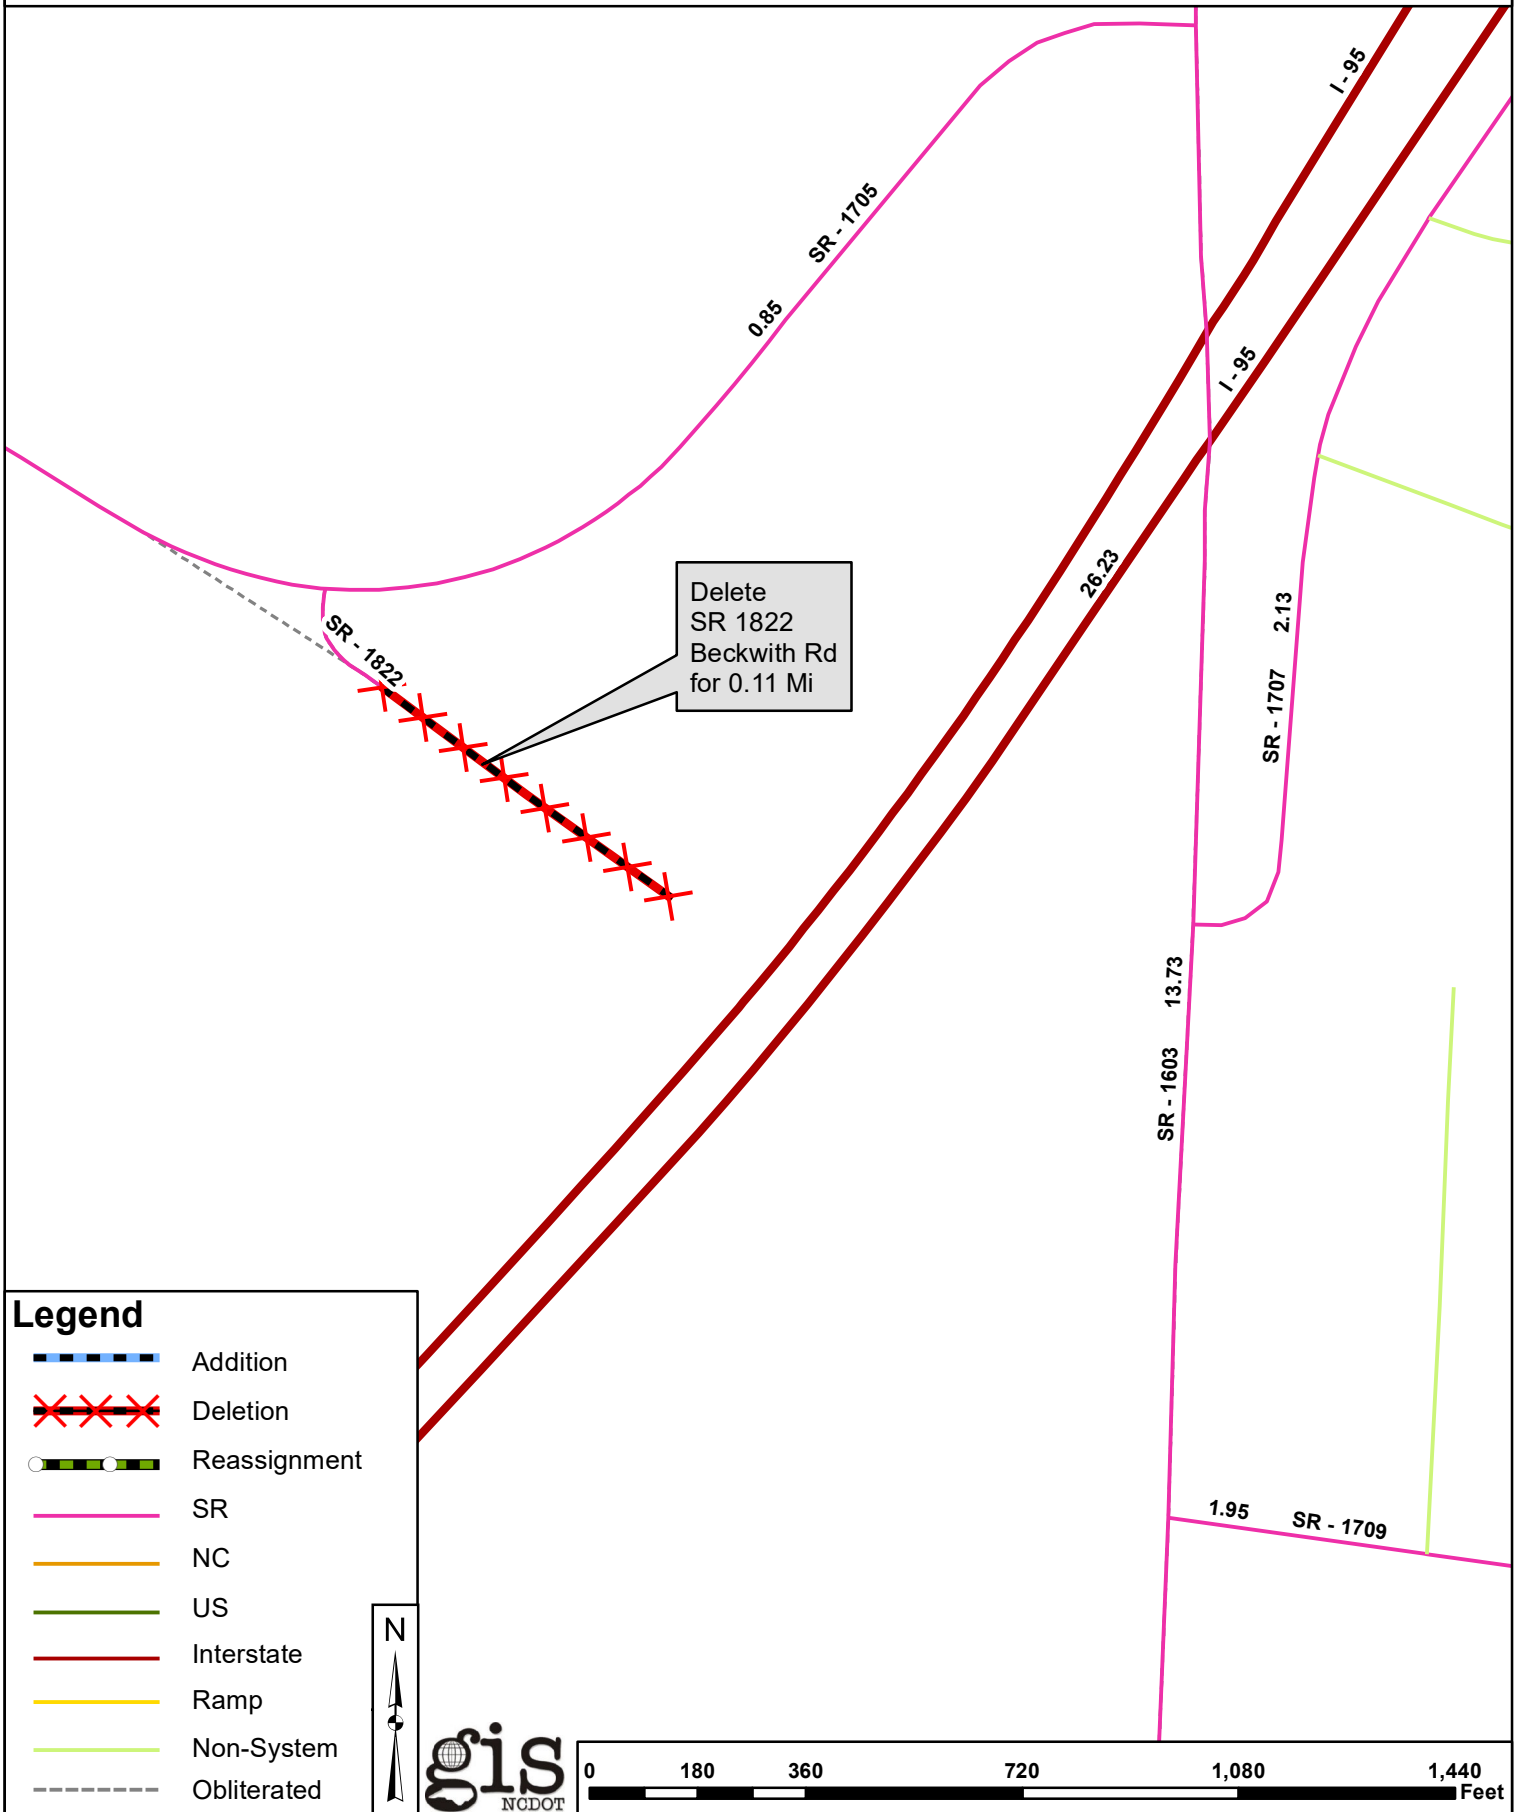 I - 95
SR - 1705
0.85
I - 95
26.23
Delete
SR 1822
Beckwith Rd
for 0.11 Mi
SR - 1822
2.13
SR - 1707
13.73
SR - 1603
1.95
SR - 1709
Legend
Addition
Deletion
Reassignment
SR
NC
US
Interstate
Ramp
Non-System
Obliterated
N
gis
NCDOT
0 180 360 720 1,080 1,440
Feet